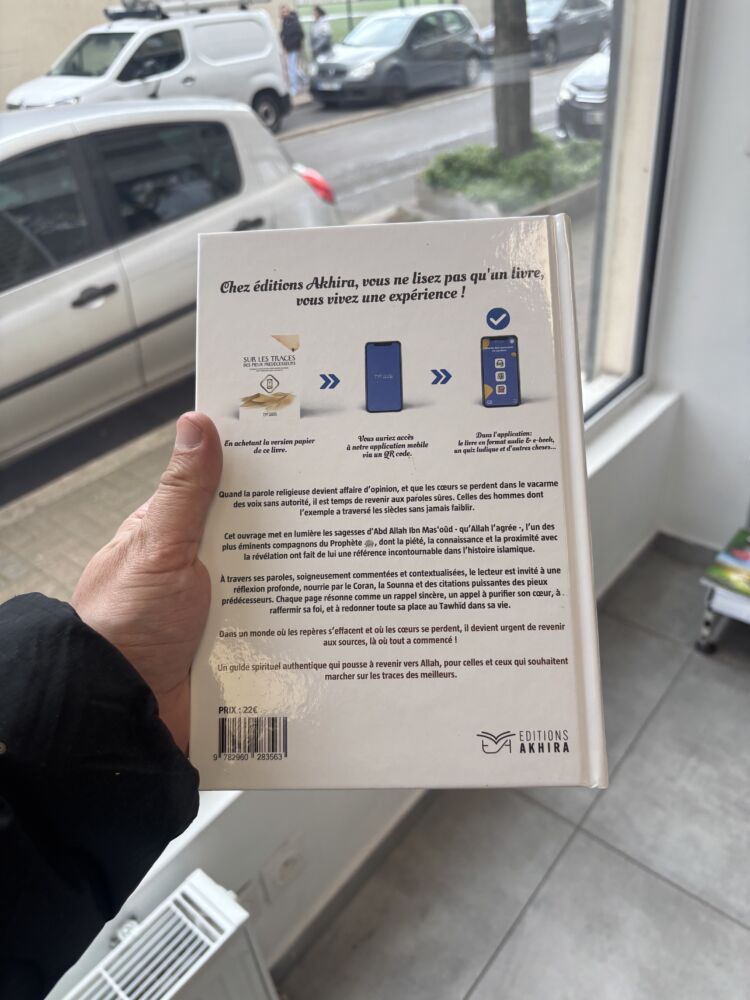 Chez éditions Akhira, vous ne lisez pas qu'un livre,
vous vivez une expérience !
SUR LES TRACES
DES PIEUX PRÉDÉCESSEURS
En achetant la version papier
de ce livre.
Vous auriez accès
à notre application mobile
via un QR code.
Dans l'application:
le livre en format audio & e-book,
un quiz ludique et d'autres choses...
Quand la parole religieuse devient affaire d'opinion, et que les cœurs se perdent dans le vacarme
des voix sans autorité, il est temps de revenir aux paroles sûres. Celles des hommes dont
l'exemple a traversé les siècles sans jamais faiblir.
Cet ouvrage met en lumière les sagesses d'Abd Allah Ibn Mas'oûd - qu'Allah l'agrée -, l'un des
plus éminents compagnons du Prophète ﷺ, dont la piété, la connaissance et la proximité avec
la révélation ont fait de lui une référence incontournable dans l'histoire islamique.
À travers ses paroles, soigneusement commentées et contextualisées, le lecteur est invité à une
réflexion profonde, nourrie par le Coran, la Sounna et des citations puissantes des pieux
prédécesseurs. Chaque page résonne comme un rappel sincère, un appel à purifier son cœur, à
raffermir sa foi, et à redonner toute sa place au Tawhîd dans sa vie.
Dans un monde où les repères s'effacent et où les cœurs se perdent, il devient urgent de revenir
aux sources, là où tout a commencé !
Un guide spirituel authentique qui pousse à revenir vers Allah, pour celles et ceux qui souhaitent
marcher sur les traces des meilleurs.
PRIX : 22€
9 782960 283563
EDITIONS
AKHIRA